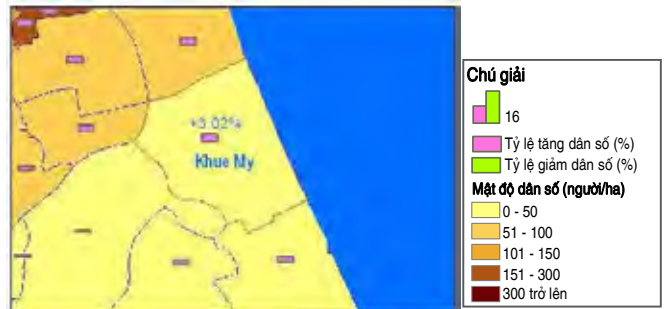 +3.02%
Khue My
Chú giải
16
Tỷ lệ tăng dân số (%)
Tỷ lệ giảm dân số (%)
Mật độ dân số (người/ha)
0 - 50
51 - 100
101 - 150
151 - 300
300 trở lên